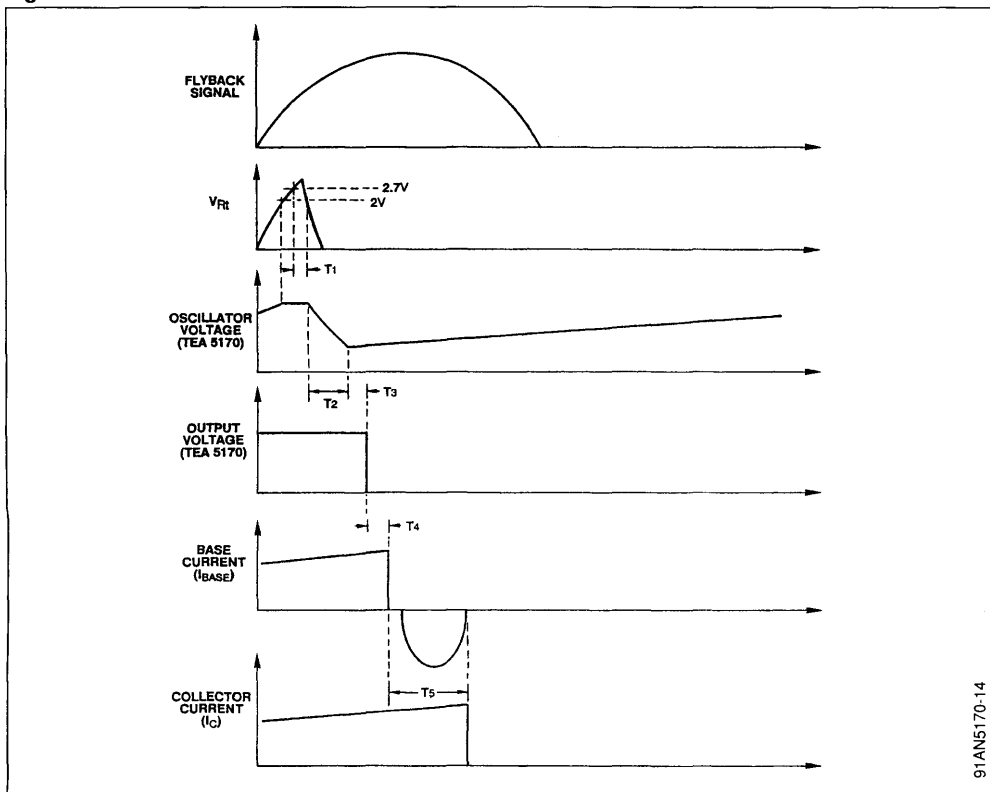 FLYBACK
SIGNAL
VRt
2.7V
2V
T1
OSCILLATOR
VOLTAGE
(TEA 5170)
T2
T3
OUTPUT
VOLTAGE
(TEA 5170)
T4
BASE
CURRENT
(IBASE)
T5
COLLECTOR
CURRENT
(IC)
91AN5170-14